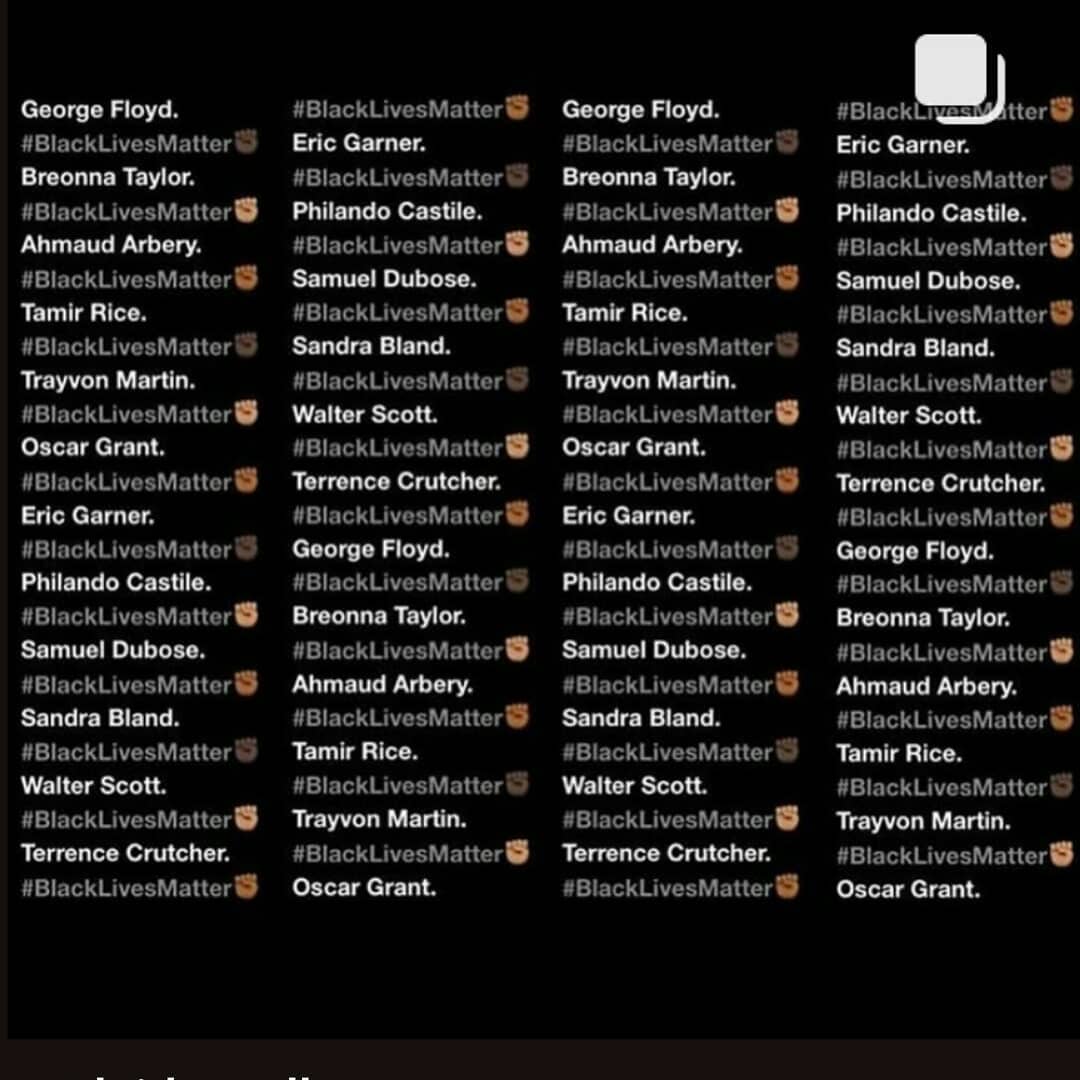 George Floyd.
#BlackLivesMatter✊🏾
Breonna Taylor.
#BlackLivesMatter✊🏽
Ahmaud Arbery.
#BlackLivesMatter✊🏾
Tamir Rice.
#BlackLivesMatter✊🏿
Trayvon Martin.
#BlackLivesMatter✊🏽
Oscar Grant.
#BlackLivesMatter✊🏾
Eric Garner.
#BlackLivesMatter✊🏿
Philando Castile.
#BlackLivesMatter✊🏽
Samuel Dubose.
#BlackLivesMatter✊🏾
Sandra Bland.
#BlackLivesMatter✊🏿
Walter Scott.
#BlackLivesMatter✊🏽
Terrence Crutcher.
#BlackLivesMatter✊🏾
#BlackLivesMatter✊🏾
Eric Garner.
#BlackLivesMatter✊🏿
Philando Castile.
#BlackLivesMatter✊🏽
Samuel Dubose.
#BlackLivesMatter✊🏾
Sandra Bland.
#BlackLivesMatter✊🏿
Walter Scott.
#BlackLivesMatter✊🏽
Terrence Crutcher.
#BlackLivesMatter✊🏾
George Floyd.
#BlackLivesMatter✊🏿
Breonna Taylor.
#BlackLivesMatter✊🏽
Ahmaud Arbery.
#BlackLivesMatter✊🏾
Tamir Rice.
#BlackLivesMatter✊🏿
Trayvon Martin.
#BlackLivesMatter✊🏽
Oscar Grant.
George Floyd.
#BlackLivesMatter✊🏿
Breonna Taylor.
#BlackLivesMatter✊🏽
Ahmaud Arbery.
#BlackLivesMatter✊🏾
Tamir Rice.
#BlackLivesMatter✊🏿
Trayvon Martin.
#BlackLivesMatter✊🏽
Oscar Grant.
#BlackLivesMatter✊🏾
Eric Garner.
#BlackLivesMatter✊🏿
Philando Castile.
#BlackLivesMatter✊🏽
Samuel Dubose.
#BlackLivesMatter✊🏾
Sandra Bland.
#BlackLivesMatter✊🏿
Walter Scott.
#BlackLivesMatter✊🏽
Terrence Crutcher.
#BlackLivesMatter✊🏾
#BlackLivesMatter✊🏾
Eric Garner.
#BlackLivesMatter✊🏿
Philando Castile.
#BlackLivesMatter✊🏽
Samuel Dubose.
#BlackLivesMatter✊🏾
Sandra Bland.
#BlackLivesMatter✊🏿
Walter Scott.
#BlackLivesMatter✊🏽
Terrence Crutcher.
#BlackLivesMatter✊🏾
George Floyd.
#BlackLivesMatter✊🏿
Breonna Taylor.
#BlackLivesMatter✊🏽
Ahmaud Arbery.
#BlackLivesMatter✊🏾
Tamir Rice.
#BlackLivesMatter✊🏿
Trayvon Martin.
#BlackLivesMatter✊🏽
Oscar Grant.